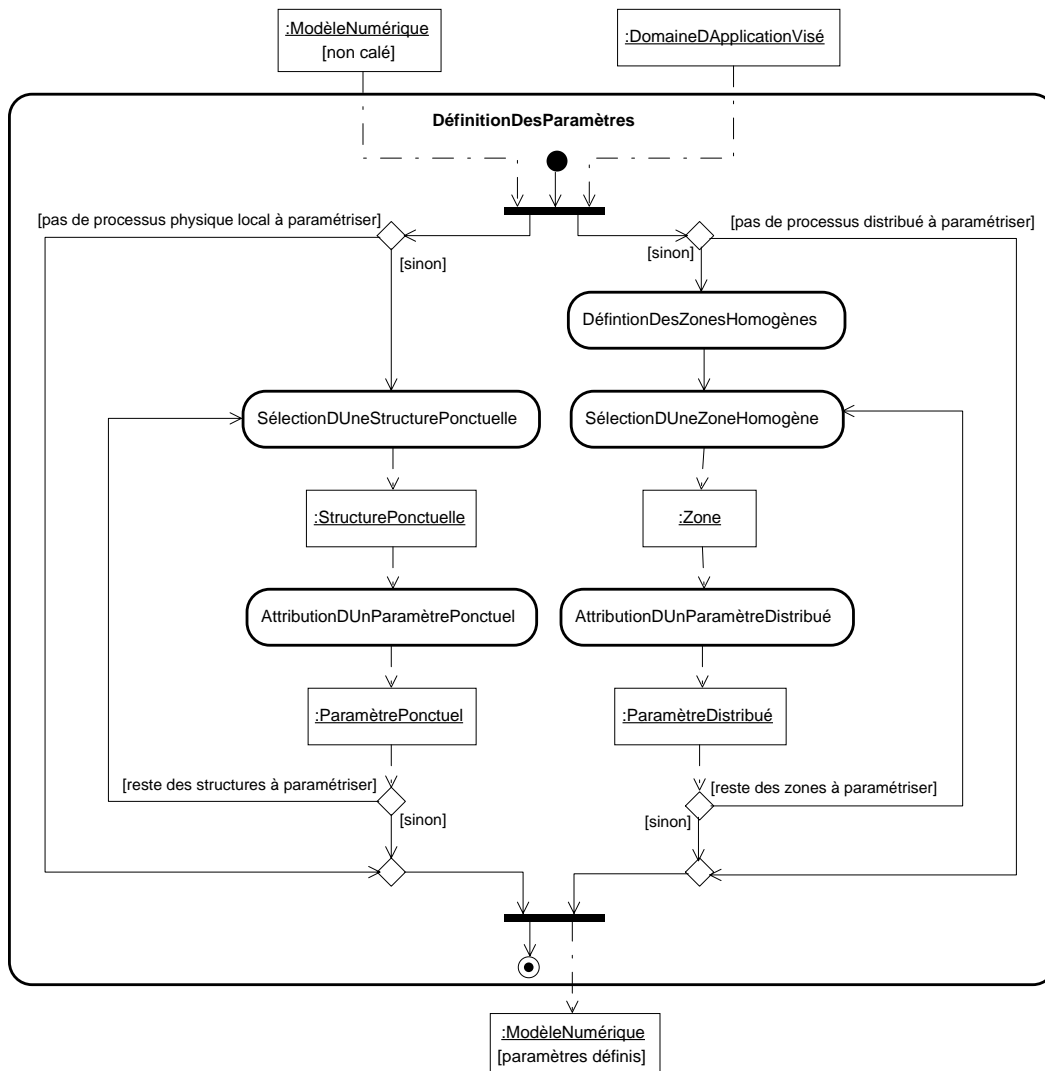 :ModèleNumérique
[non calé]
:DomaineDApplicationVisé
DéfinitionDesParamètres
[pas de processus physique local à paramétriser]
[pas de processus distribué à paramétriser]
[sinon]
[sinon]
DéfintionDesZonesHomogènes
SélectionDUneStructurePonctuelle
SélectionDUneZoneHomogène
:StructurePonctuelle
:Zone
AttributionDUnParamètrePonctuel
AttributionDUnParamètreDistribué
:ParamètrePonctuel
:ParamètreDistribué
[reste des structures à paramétriser]
[reste des zones à paramétriser]
[sinon]
[sinon]
:ModèleNumérique
[paramètres définis]